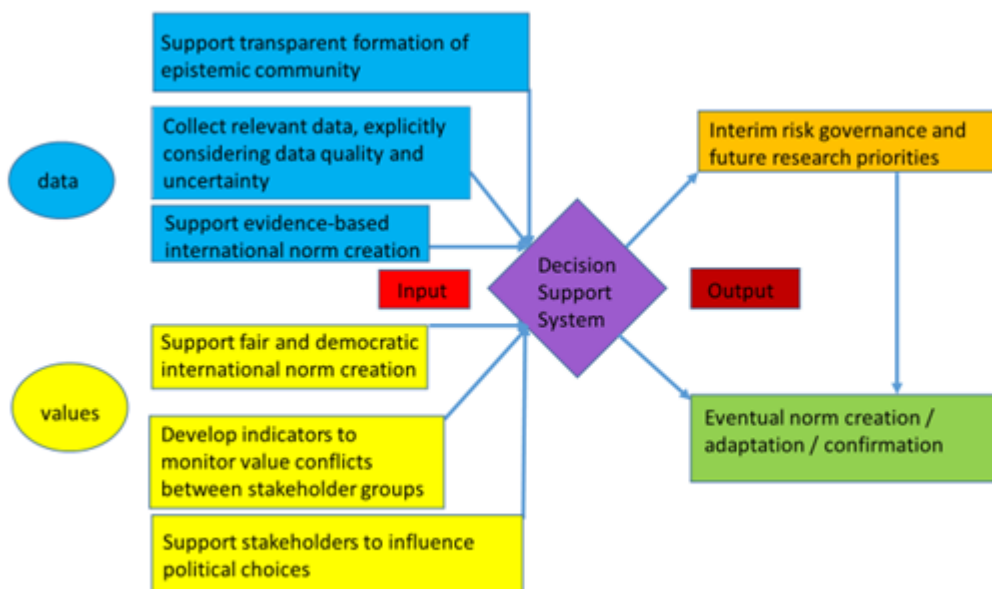 Support transparent formation of
epistemic community
Collect relevant data, explicitly
considering data quality and
uncertainty
data
Support evidence-based
international norm creation
Input
Decision
Support
System
Output
Interim risk governance and
future research priorities
Support fair and democratic
international norm creation
values
Develop indicators to
monitor value conflicts
between stakeholder groups
Support stakeholders to influence
political choices
Eventual norm creation /
adaptation / confirmation